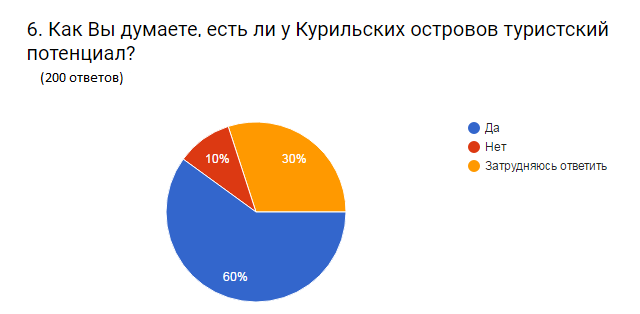 6. Как Вы думаете, есть ли у Курильских островов туристский
потенциал?
(200 ответов)
Да
Нет
Затрудняюсь ответить
10%
30%
60%